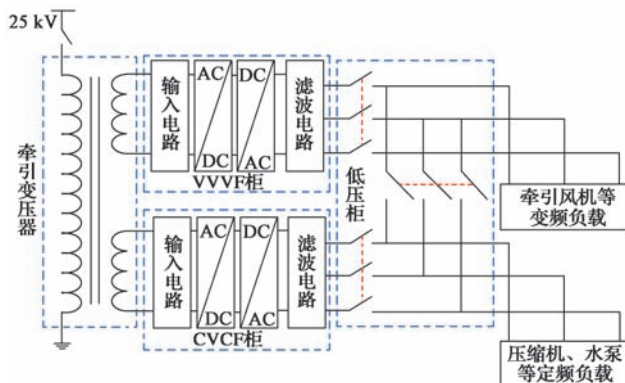 25 kV
牵引变压器
输入电路
AC
DC
DC
AC
滤波电路
VVVF柜
输入电路
AC
DC
DC
AC
滤波电路
CVCF柜
低压柜
牵引风机等
变频负载
压缩机、水泵
等定频负载